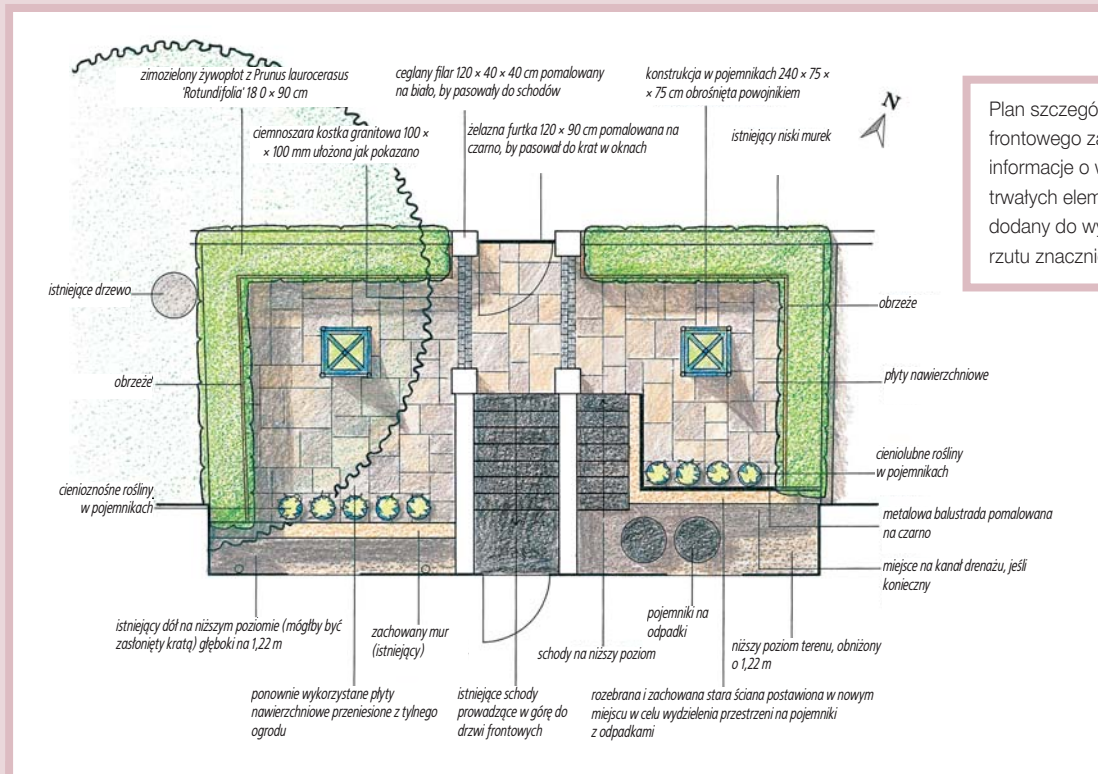 zimozielony żywopłot z Prunus laurocerasus
'Rotundifolia' 18 0 × 90 cm
ceglany filar 120 × 40 × 40 cm pomalowany
na biało, by pasowały do schodów
konstrukcja w pojemnikach 240 × 75 ×
× 75 cm obrośnięta powojnikiem
N
ciemnoszara kostka granitowa 100 ×
× 100 mm ułożona jak pokazano
żelazna furtka 120 × 90 cm pomalowana na
czarno, by pasował do krat w oknach
istniejący niski murek
Plan szczegó
frontowego za
informacje o w
trwałych elem
dodany do wy
rzutu znaczni
istniejące drzewo
obrzeże
obrzeże
płyty nawierzchniowe
cienioznośne rośliny
w pojemnikach
cieniolubne rośliny
w pojemnikach
metalowa balustrada pomalowana
na czarno
miejsce na kanał drenażu, jeśli
konieczny
istniejący dół na niższym poziomie (mógłby być
zasłonięty kratą) głęboki na 1,22 m
zachowany mur
(istniejący)
schody na niższy poziom
pojemniki na
odpadki
niższy poziom terenu, obniżony
o 1,22 m
ponownie wykorzystane płyty
nawierzchniowe przeniesione z tylnego
ogrodu
istniejące schody
prowadzące w górę do
drzwi frontowych
rozebrana i zachowana stara ściana postawiona w nowym
miejscu w celu wydzielenia przestrzeni na pojemniki
z odpadkami